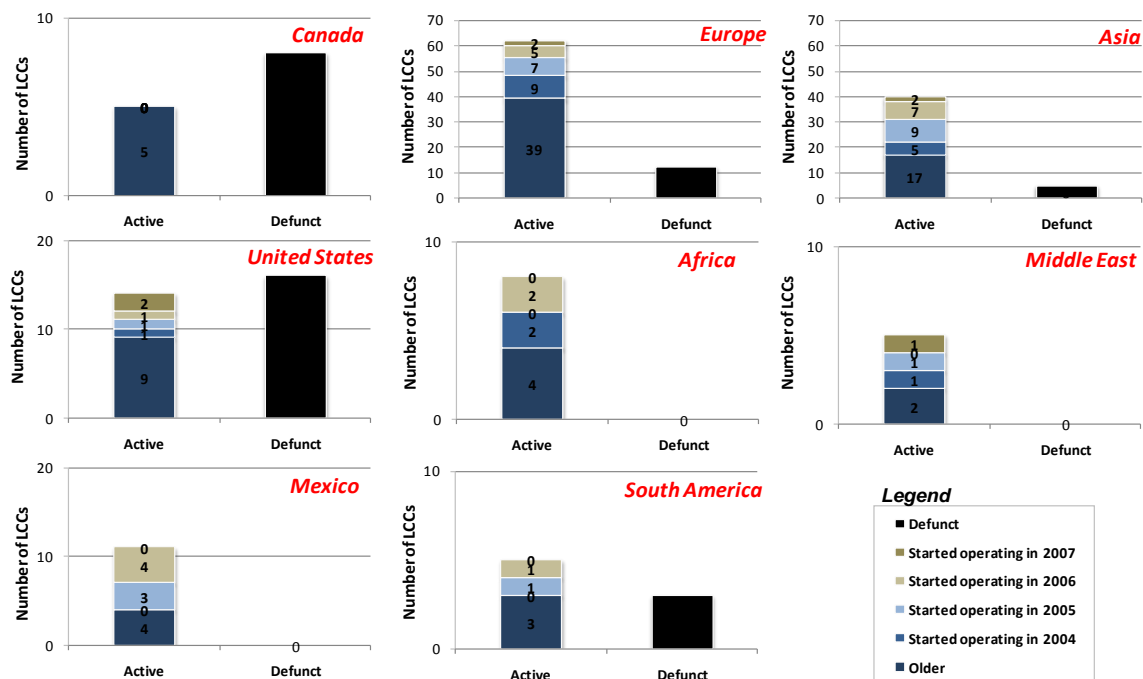 Canada
Number of LCCs
10
0
0
0
5
Active
Defunct
Europe
Number of LCCs
70
60
50
40
30
20
10
0
2
5
7
9
39
Active
Defunct
Asia
Number of LCCs
70
60
50
40
30
20
10
0
2
7
9
5
17
Active
Defunct
United States
Number of LCCs
20
10
0
2
1
1
1
9
Active
Defunct
Africa
Number of LCCs
10
0
0
2
0
2
4
0
Active
Defunct
Middle East
Number of LCCs
10
0
1
0
1
1
2
0
Active
Defunct
Mexico
Number of LCCs
20
10
0
0
4
3
0
4
0
Active
Defunct
South America
Number of LCCs
10
0
0
1
1
0
3
Active
Defunct
Legend
Defunct
Started operating in 2007
Started operating in 2006
Started operating in 2005
Started operating in 2004
Older